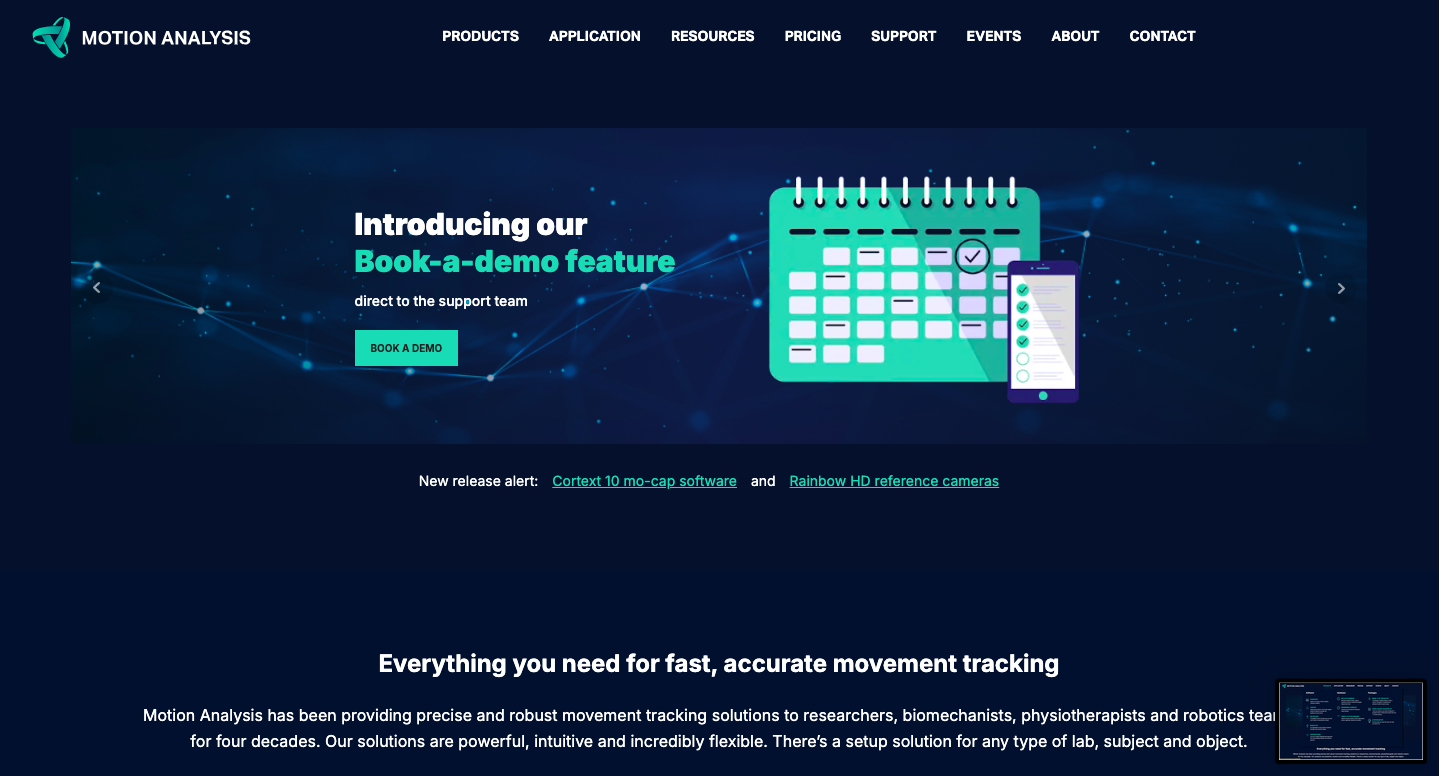 MOTION ANALYSIS
PRODUCTS APPLICATION RESOURCES PRICING SUPPORT EVENTS ABOUT CONTACT
Introducing our
Book-a-demo feature
direct to the support team
BOOK A DEMO
New release alert: Cortext 10 mo-cap software and Rainbow HD reference cameras
Everything you need for fast, accurate movement tracking
Motion Analysis has been providing precise and robust movement tracking solutions to researchers, biomechanists, physiotherapists and robotics
for four decades. Our solutions are powerful, intuitive and incredibly flexible. There’s a setup solution for any type of lab, subject and object.